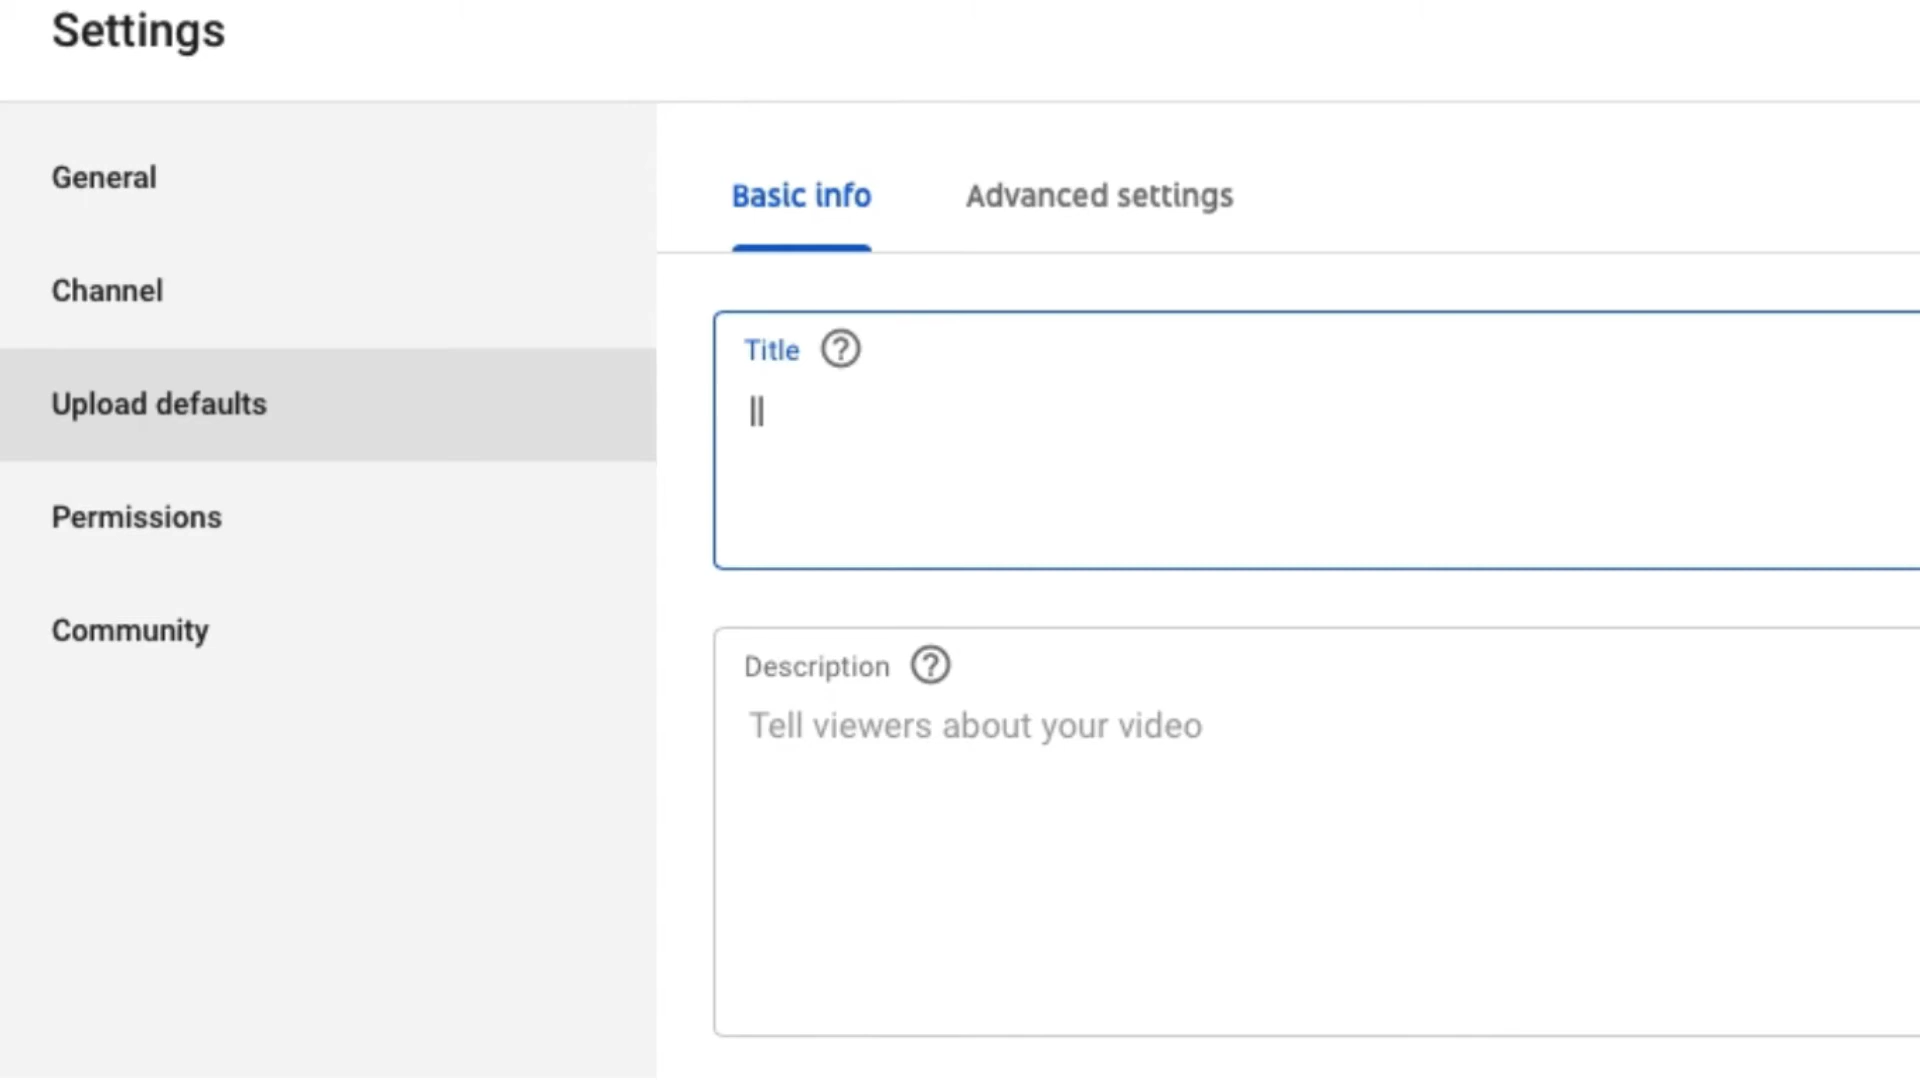 Settings
General
Channel
Upload defaults
Permissions
Community
Basic info
Advanced settings
Title
||
Description
Tell viewers about your video